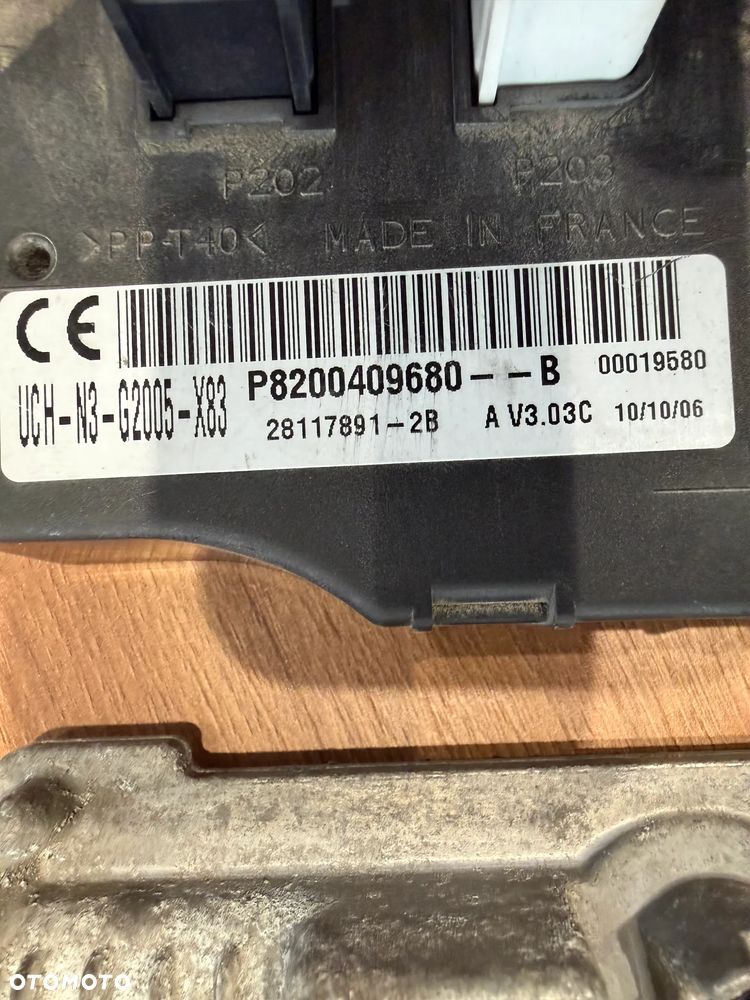 P202 P203
>PP-T40< MADE IN FRANCE
CE
UCH-N3-G2005-X83 P8200409680--B 00019580
28117891-2B A V3.03C 10/10/06
OTOMOTO